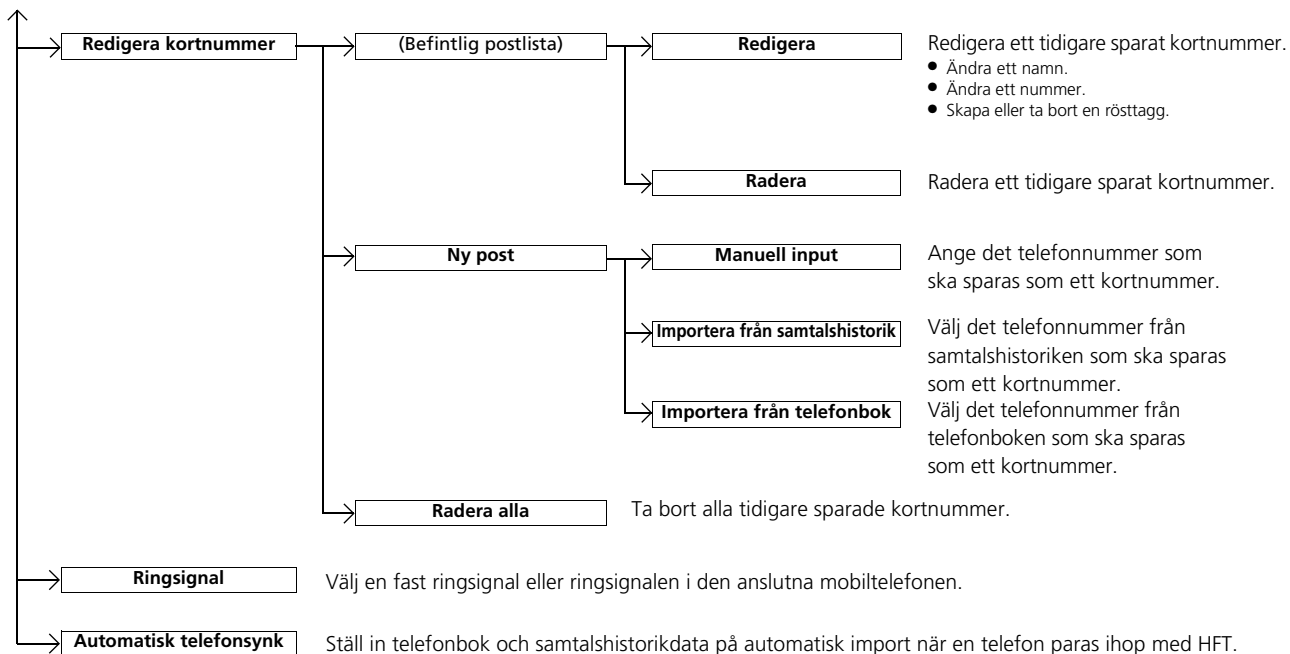 Redigera kortnummer
(Befintlig postlista)
Redigera
Redigera ett tidigare sparat kortnummer.
● Ändra ett namn.
● Ändra ett nummer.
● Skapa eller ta bort en rösttagg.
Radera
Radera ett tidigare sparat kortnummer.
Ny post
Manuell input
Ange det telefonnummer som
ska sparas som ett kortnummer.
Importera från samtalshistorik
Välj det telefonnummer från
samtalshistoriken som ska sparas
som ett kortnummer.
Importera från telefonbok
Välj det telefonnummer från
telefonboken som ska sparas
som ett kortnummer.
Radera alla
Ta bort alla tidigare sparade kortnummer.
Ringsignal
Välj en fast ringsignal eller ringsignalen i den anslutna mobiltelefonen.
Automatisk telefonsynk
Ställ in telefonbok och samtalshistorikdata på automatisk import när en telefon paras ihop med HFT.